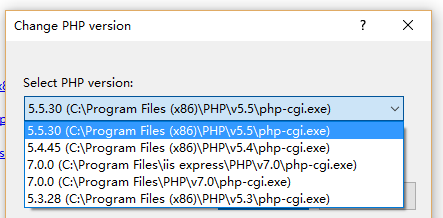 Change PHP version
?
Select PHP version:
5.5.30 (C:\Program Files (x86)\PHP\v5.5\php-cgi.exe)
5.5.30 (C:\Program Files (x86)\PHP\v5.5\php-cgi.exe)
5.4.45 (C:\Program Files (x86)\PHP\v5.4\php-cgi.exe)
7.0.0 (C:\Program Files\iis express\PHP\v7.0\php-cgi.exe)
7.0.0 (C:\Program Files\PHP\v7.0\php-cgi.exe)
5.3.28 (C:\Program Files (x86)\PHP\v5.3\php-cgi.exe)